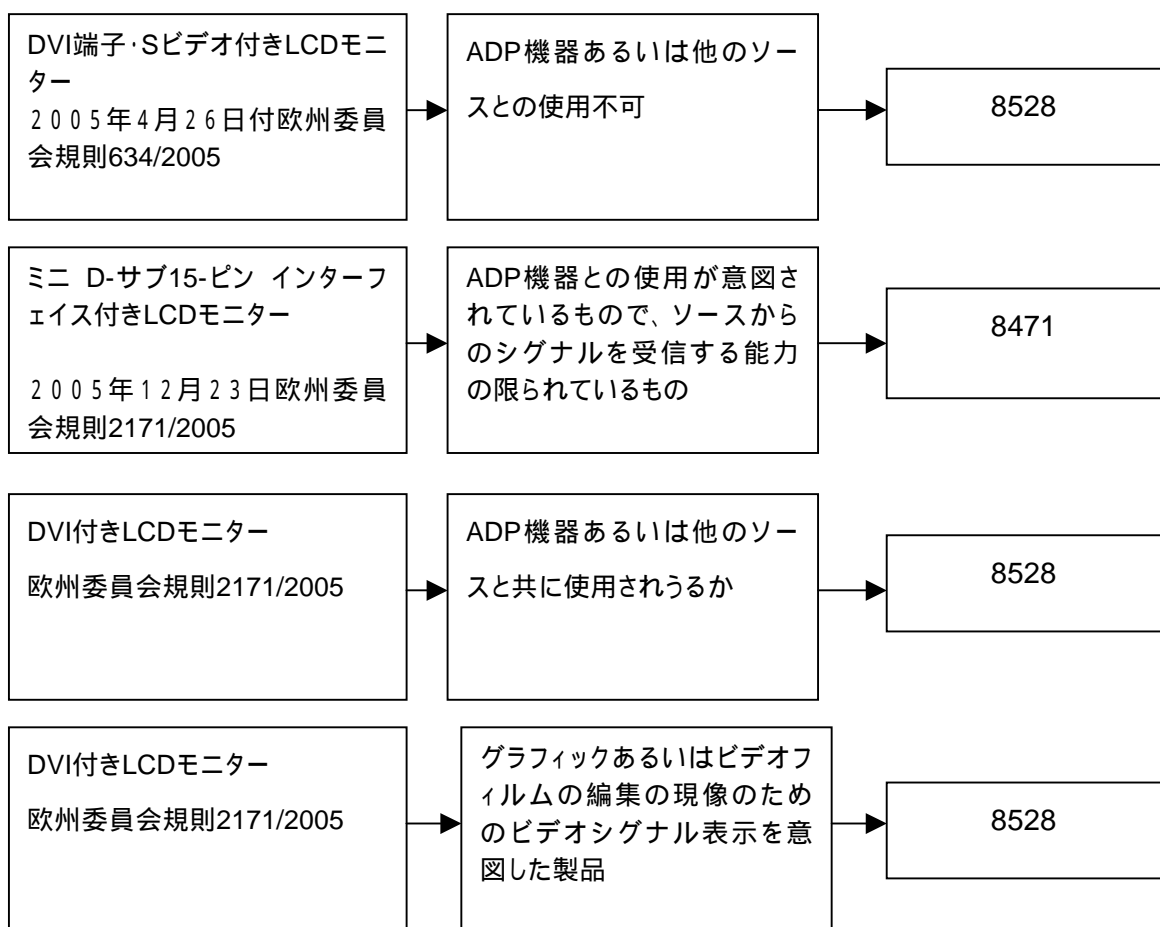 DVI端子・Sビデオ付きLCDモニ
ター
2005年4月26日付欧州委員
会規則634/2005
ADP機器あるいは他のソー
スとの使用不可
8528
ミニ D-サブ15-ピン インターフ
ェイス付きLCDモニター
2005年12月23日欧州委員
会規則2171/2005
ADP機器との使用が意図さ
れているもので、ソースから
のシグナルを受信する能力
の限られているもの
8471
DVI付きLCDモニター
欧州委員会規則2171/2005
ADP機器あるいは他のソー
スと共に使用されうるか
8528
DVI付きLCDモニター
欧州委員会規則2171/2005
グラフィックあるいはビデオフ
ィルムの編集の現像のため
のビデオシグナル表示を意
図した製品
8528